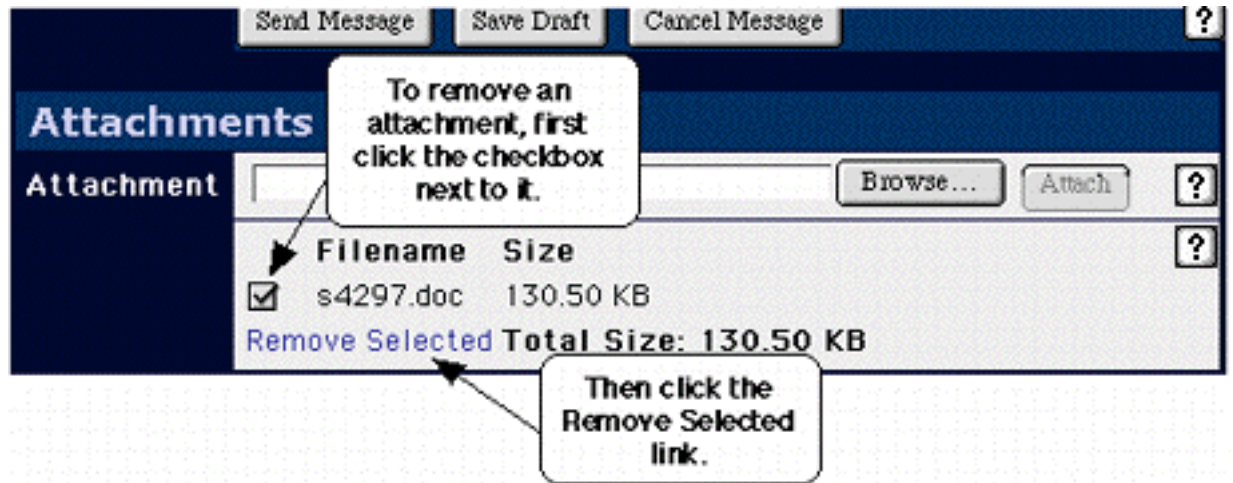 Send Message Save Draft Cancel Message ?
To remove an
attachment, first
click the checkbox
next to it.
Attachments
Attachment Browse... Attach ?
Filename Size ?
s4297.doc 130.50 KB
Remove Selected Total Size: 130.50 KB
Then click the
Remove Selected
link.